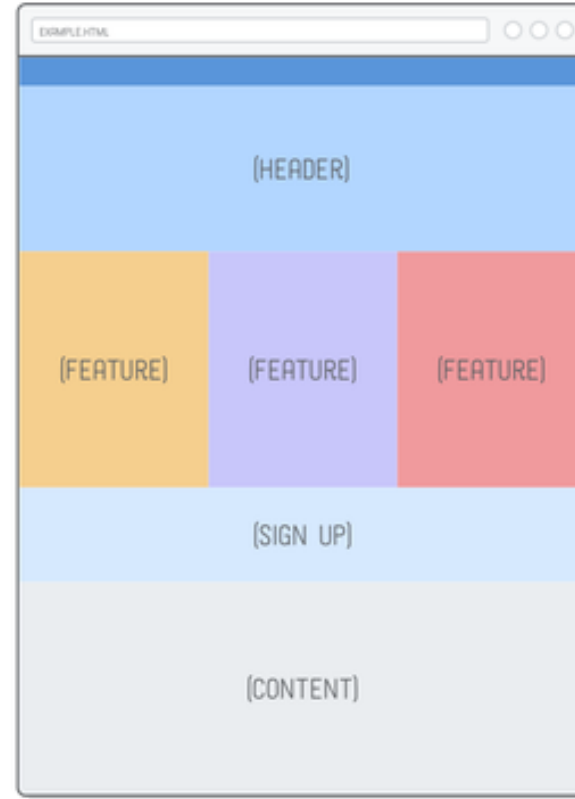 EXAMPLE.HTML
(HEADER)
(FEATURE) (FEATURE) (FEATURE)
(SIGN UP)
(CONTENT)